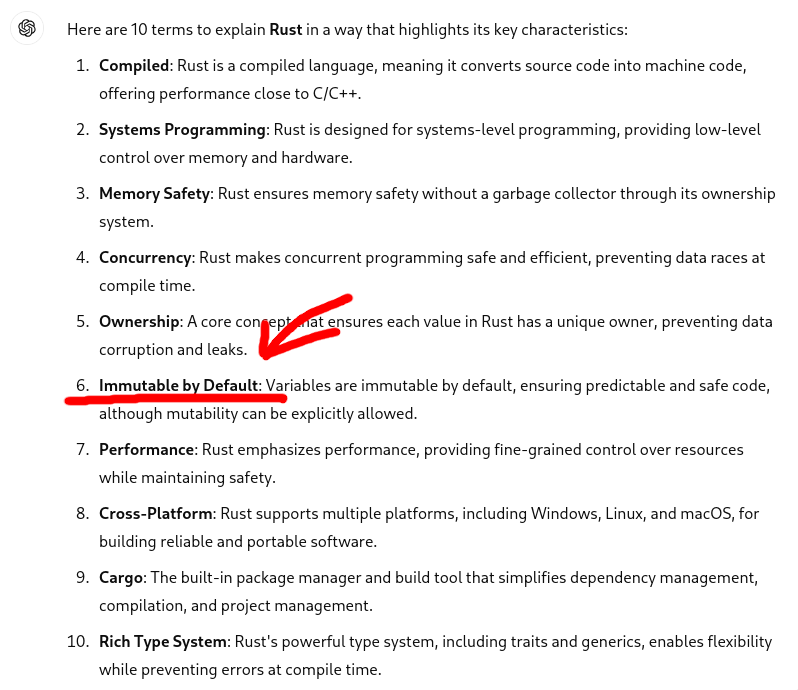 Here are 10 terms to explain Rust in a way that highlights its key characteristics:
1. Compiled: Rust is a compiled language, meaning it converts source code into machine code,
offering performance close to C/C++.
2. Systems Programming: Rust is designed for systems-level programming, providing low-level
control over memory and hardware.
3. Memory Safety: Rust ensures memory safety without a garbage collector through its ownership
system.
4. Concurrency: Rust makes concurrent programming safe and efficient, preventing data races at
compile time.
5. Ownership: A core concept that ensures each value in Rust has a unique owner, preventing data
corruption and leaks.
6. Immutable by Default: Variables are immutable by default, ensuring predictable and safe code,
although mutability can be explicitly allowed.
7. Performance: Rust emphasizes performance, providing fine-grained control over resources
while maintaining safety.
8. Cross-Platform: Rust supports multiple platforms, including Windows, Linux, and macOS, for
building reliable and portable software.
9. Cargo: The built-in package manager and build tool that simplifies dependency management,
compilation, and project management.
10. Rich Type System: Rust's powerful type system, including traits and generics, enables flexibility
while preventing errors at compile time.